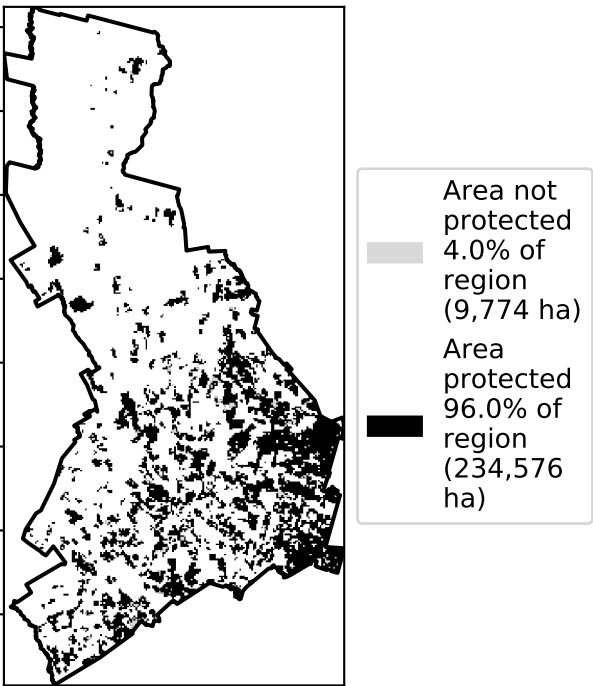 Area not
protected
4.0% of
region
(9,774 ha)
Area
protected
96.0% of
region
(234,576
ha)